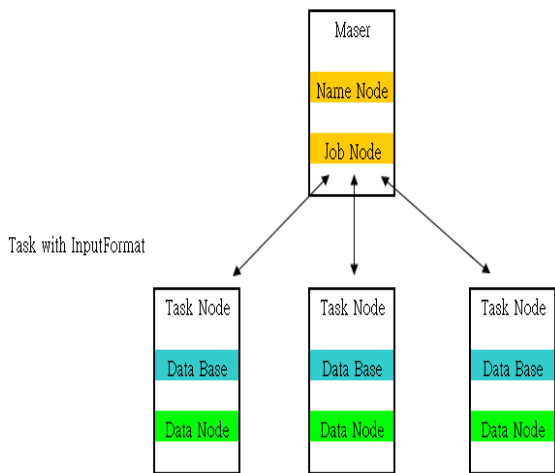 Maser
Name Node
Job Node
Task with InputFormat
Task Node
Data Base
Data Node
Task Node
Data Base
Data Node
Task Node
Data Base
Data Node